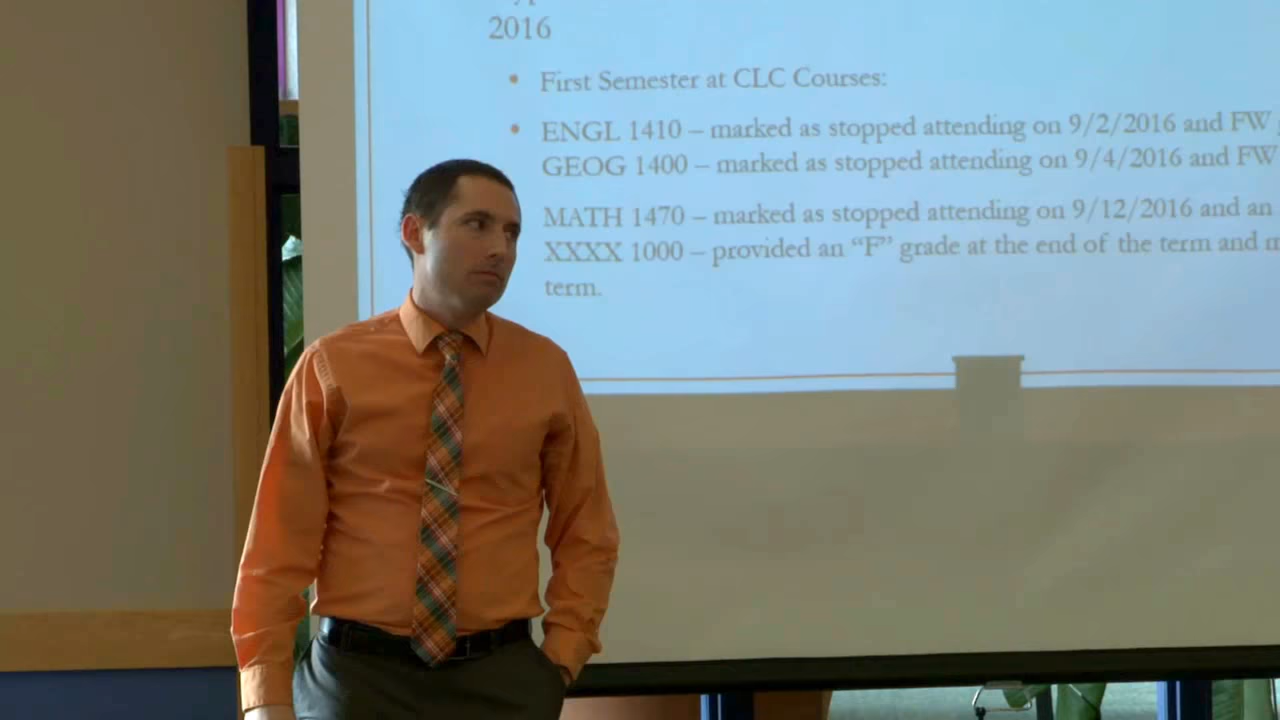 2016
First Semester at CLC Courses:
ENGL 1410 – marked as stopped attending on 9/2/2016 and FW
GEOG 1400 – marked as stopped attending on 9/4/2016 and FW
MATH 1470 – marked as stopped attending on 9/12/2016 and an
XXXX 1000 – provided an “F” grade at the end of the term and
term.